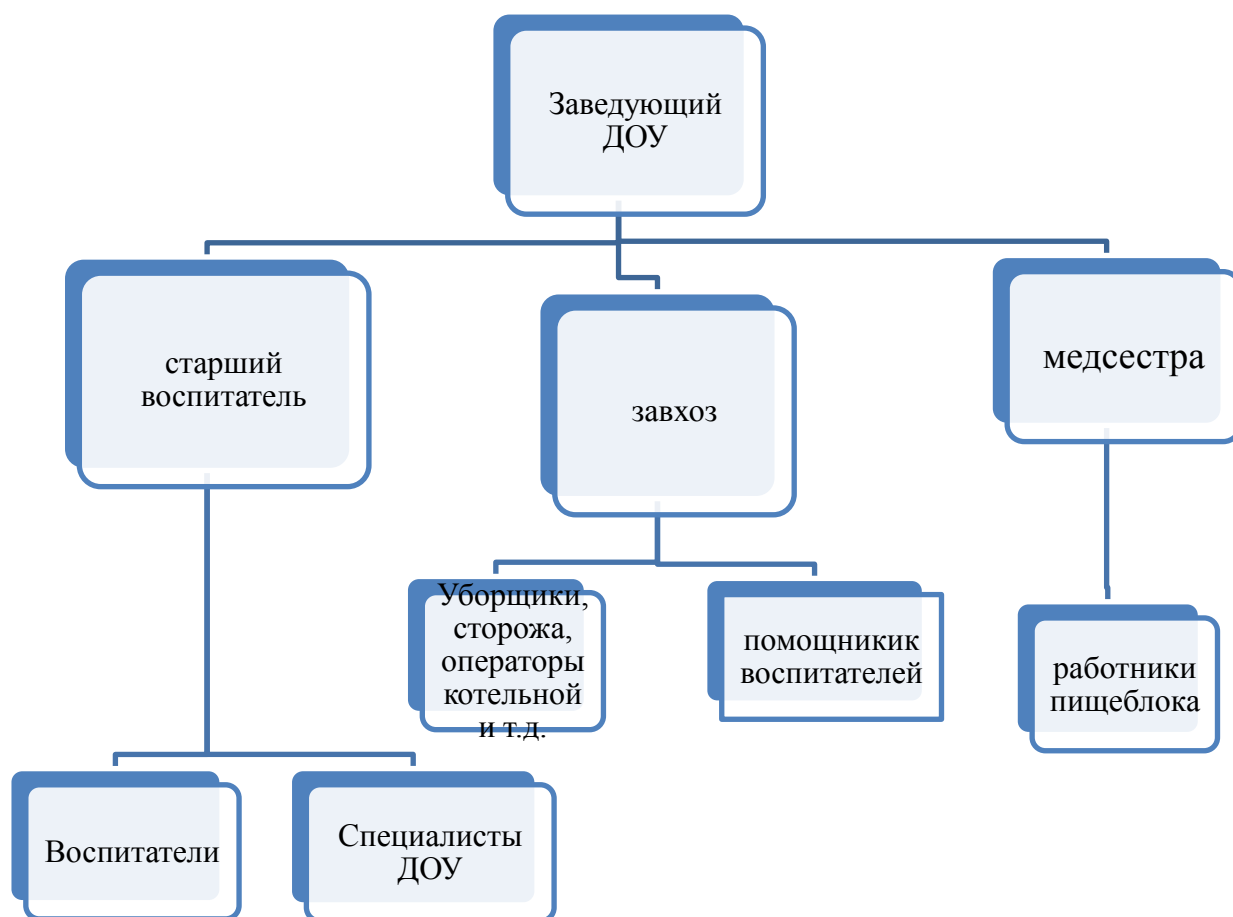 Заведующий
ДОУ
старший
воспитатель
завхоз
медсестра
Уборщики,
сторожа,
операторы
котельной
и т.д.
помощникик
воспитателей
работники
пищеблока
Воспитатели
Специалисты
ДОУ